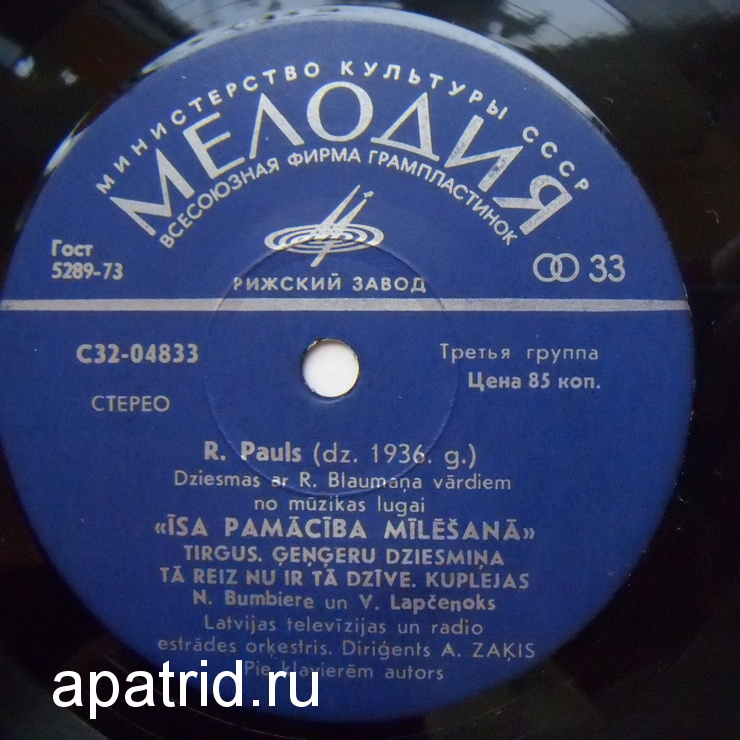 МИНИСТЕРСТВО КУЛЬТУРЫ СССР
МЕЛОДИЯ
ВСЕСОЮЗНАЯ ФИРМА ГРАМПЛАСТИНОК
Гост
5289-73
33
РИЖСКИЙ ЗАВОД
С32-04833
Третья группа
Цена 85 коп.
СТЕРЕО
R. Pauls (dz. 1936. g.)
Dziesmas ar R. Blaumaņa vārdiem
no mūzikas lugai
«ĪSA PAMĀCĪBA MĪLĒŠANĀ»
TIRGUS. ĢEŅĢERU DZIESMIŅA
TĀ REIZ NU IR TĀ DZĪVE. KUPLEJAS
N. Bumbiere un V. Lapčenoks
Latvijas televīzijas un radio
estrādes orķestris. Diriģents A. ZAĶIS
Pie klavierēm autors
apatrid.ru